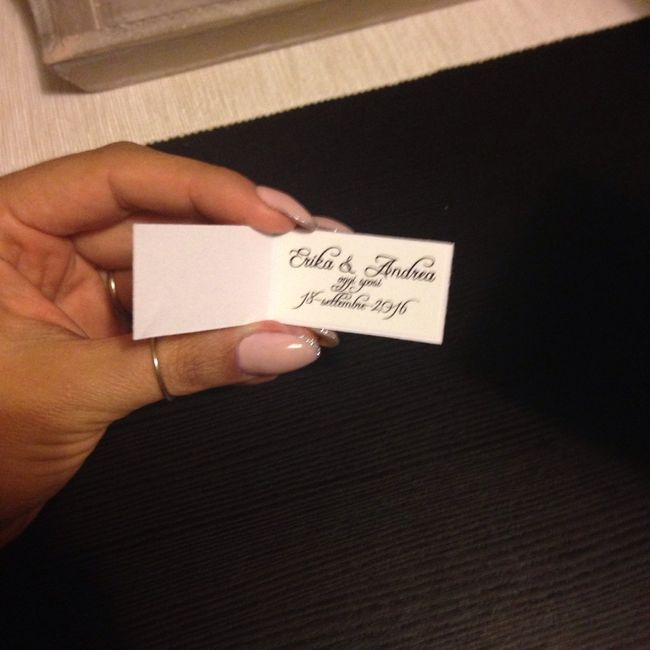 Erika & Andrea
oggi sposi
18-settembre-2016